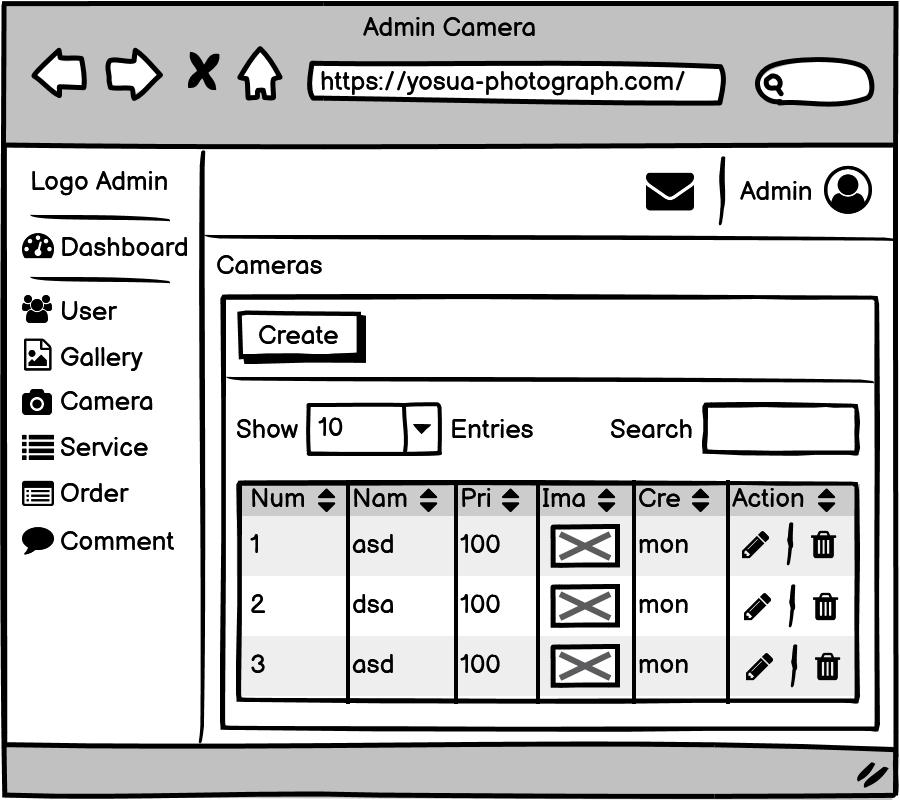 Admin Camera
https://yosua-photograph.com/
Logo Admin
Admin
Dashboard
Cameras
User
Gallery
Camera
Service
Order
Comment
Create
Show 10 Entries Search
Num Nam Pri Ima Cre Action
1 asd 100 mon
2 dsa 100 mon
3 asd 100 mon